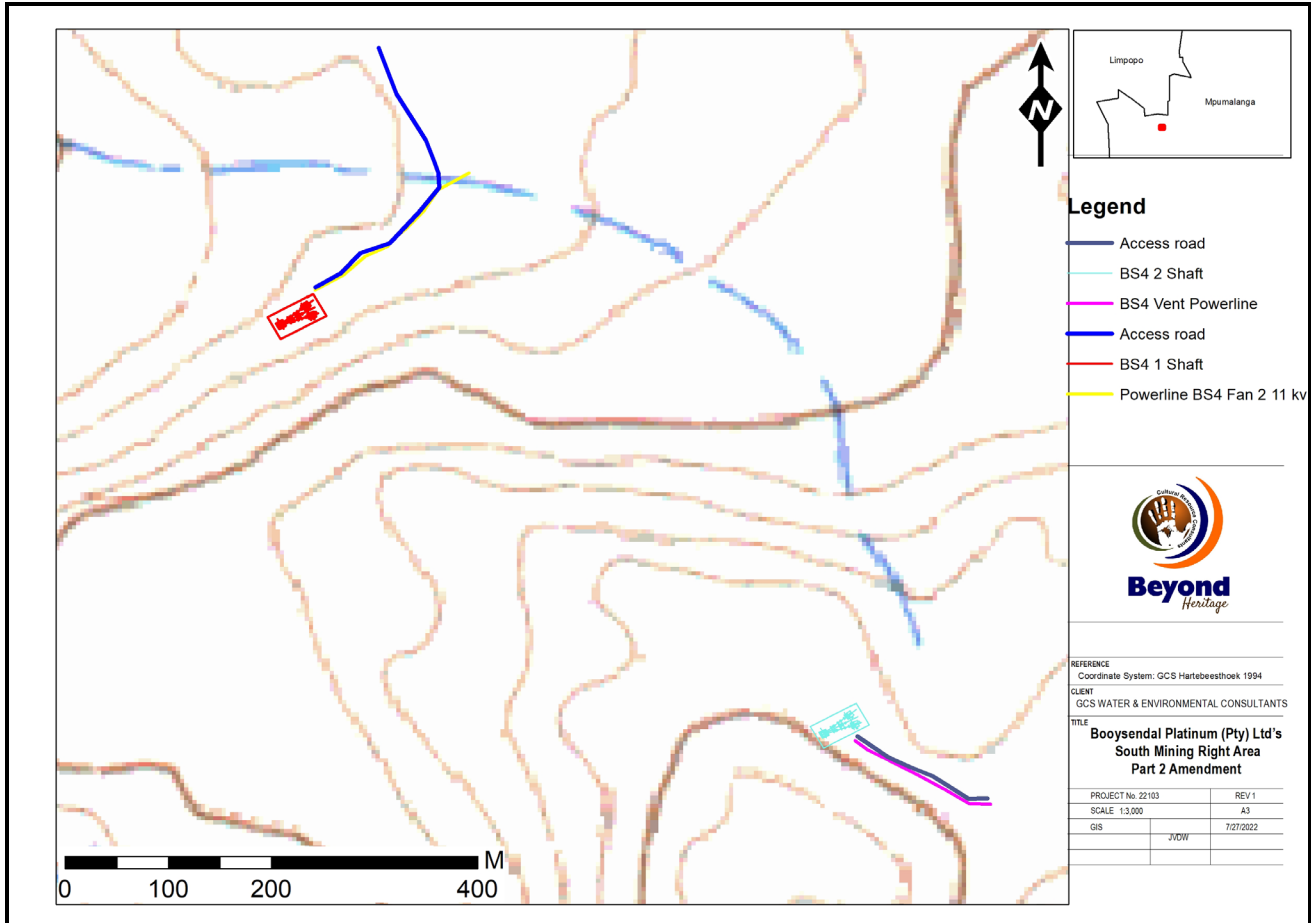 N
Limpopo
Mpumalanga
Legend
Access road
BS4 2 Shaft
BS4 Vent Powerline
Access road
BS4 1 Shaft
Powerline BS4 Fan 2 11 kv
Cultural Resource Consultants
Beyond
Heritage
REFERENCE
Coordinate System: GCS Hartebeesthoek 1994
CLIENT
GCS WATER & ENVIRONMENTAL CONSULTANTS
TITLE
Booysendal Platinum (Pty) Ltd's
South Mining Right Area
Part 2 Amendment
PROJECT No. 22103 REV 1
SCALE 1:3,000 A3
GIS JVDW 7/27/2022
M
0 100 200 400